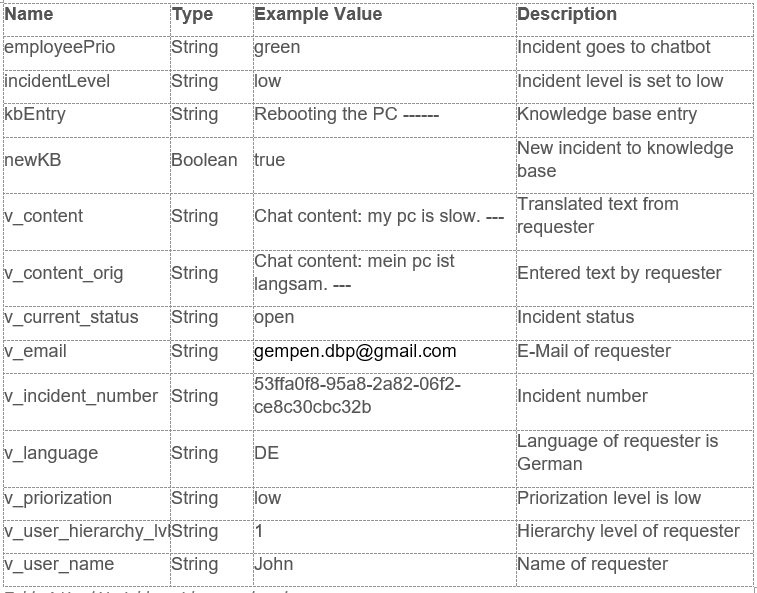 Name Type Example Value Description
employeePrio String green Incident goes to chatbot
incidentLevel String low Incident level is set to low
kbEntry String Rebooting the PC ------ Knowledge base entry
newKB Boolean true New incident to knowledge
base
v_content String Chat content: my pc is slow. --- Translated text from
requester
v_content_orig String Chat content: mein pc ist
langsam. --- Entered text by requester
v_current_status String open Incident status
v_email String gempen.dbp@gmail.com E-Mail of requester
v_incident_number String 53ffa0f8-95a8-2a82-06f2-
ce8c30cbc32b Incident number
v_language String DE Language of requester is
German
v_priorization String low Priorization level is low
v_user_hierarchy_lvl String 1 Hierarchy level of requester
v_user_name String John Name of requester